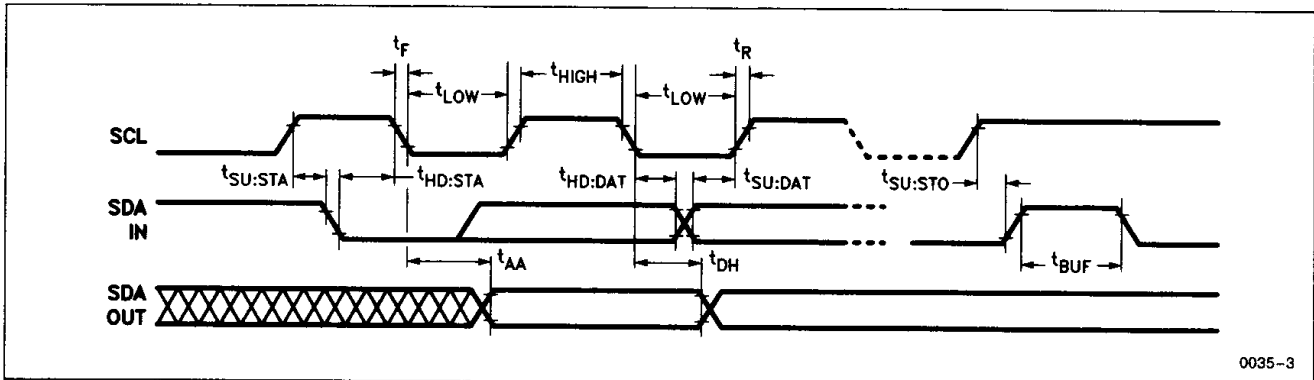 tF
tR
tLOW
tHIGH
tLOW
SCL
tSU:STA
tHD:STA
tHD:DAT
tSU:DAT
tSU:STO
SDA
IN
tAA
tDH
tBUF
SDA
OUT
0035-3